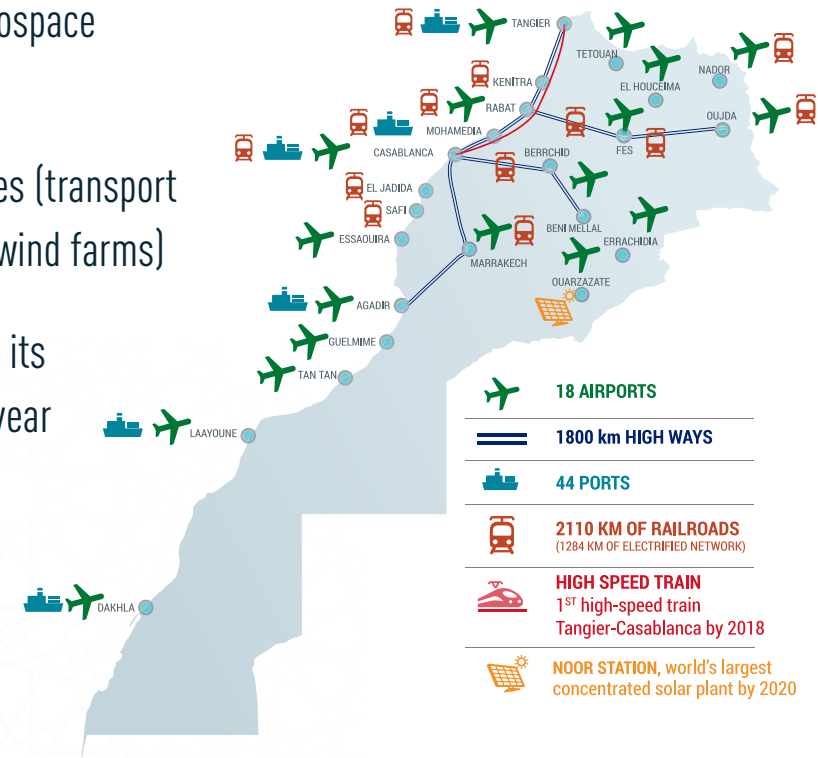 ospace
es (transport
wind farms)
its
year
TANGIER
TETOUAN
NADOR
KENITRA
EL HOUCEIMA
RABAT
OUJDA
MOHAMEDIA
FES
CASABLANCA
BERRCHID
EL JADIDA
SAFI
BENI MELLAL
ESSAOUIRA
ERRACHIDIA
MARRAKECH
OUARZAZATE
AGADIR
GUELMIME
TAN TAN
LAAYOUNE
DAKHLA
18 AIRPORTS
1800 km HIGH WAYS
44 PORTS
2110 KM OF RAILROADS
(1284 KM OF ELECTRIFIED NETWORK)
HIGH SPEED TRAIN
1ST high-speed train
Tangier-Casablanca by 2018
NOOR STATION, world's largest
concentrated solar plant by 2020